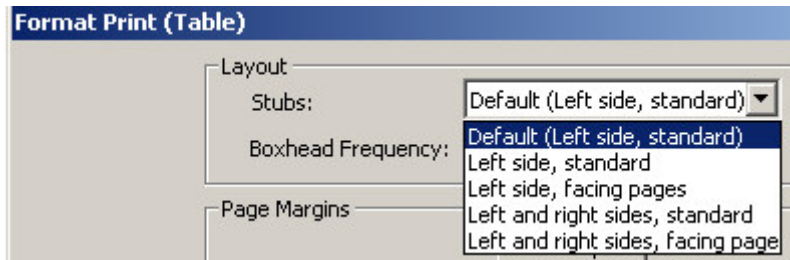 Format Print (Table)
Layout
Stubs: Default (Left side, standard)
Default (Left side, standard)
Boxhead Frequency:
Left side, standard
Left side, facing pages
Page Margins
Left and right sides, standard
Left and right sides, facing page